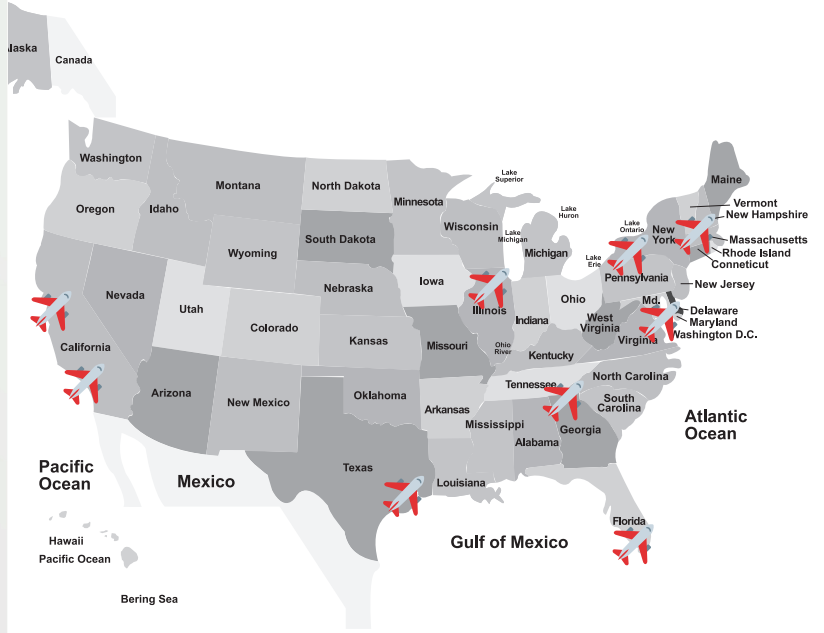 laska
Canada
Washington
Oregon
Idaho
Montana
North Dakota
Minnesota
Lake
Superior
Lake
Huron
Lake
Michigan
Lake
Ontario
Lake
Erie
Maine
Vermont
New Hampshire
Massachusetts
Rhode Island
Conneticut
New
York
Wisconsin
Michigan
South Dakota
Wyoming
Nebraska
Iowa
Nevada
Utah
Colorado
Kansas
California
Illinois
Indiana
Ohio
Pennsylvania
New Jersey
Md.
Delaware
Maryland
Washington D.C.
West
Virginia
Virginia
Ohio
River
Kentucky
Missouri
Tennessee
North Carolina
South
Carolina
Arizona
New Mexico
Oklahoma
Arkansas
Mississippi
Alabama
Georgia
Texas
Louisiana
Florida
Atlantic
Ocean
Pacific
Ocean
Mexico
Gulf of Mexico
Hawaii
Pacific Ocean
Bering Sea